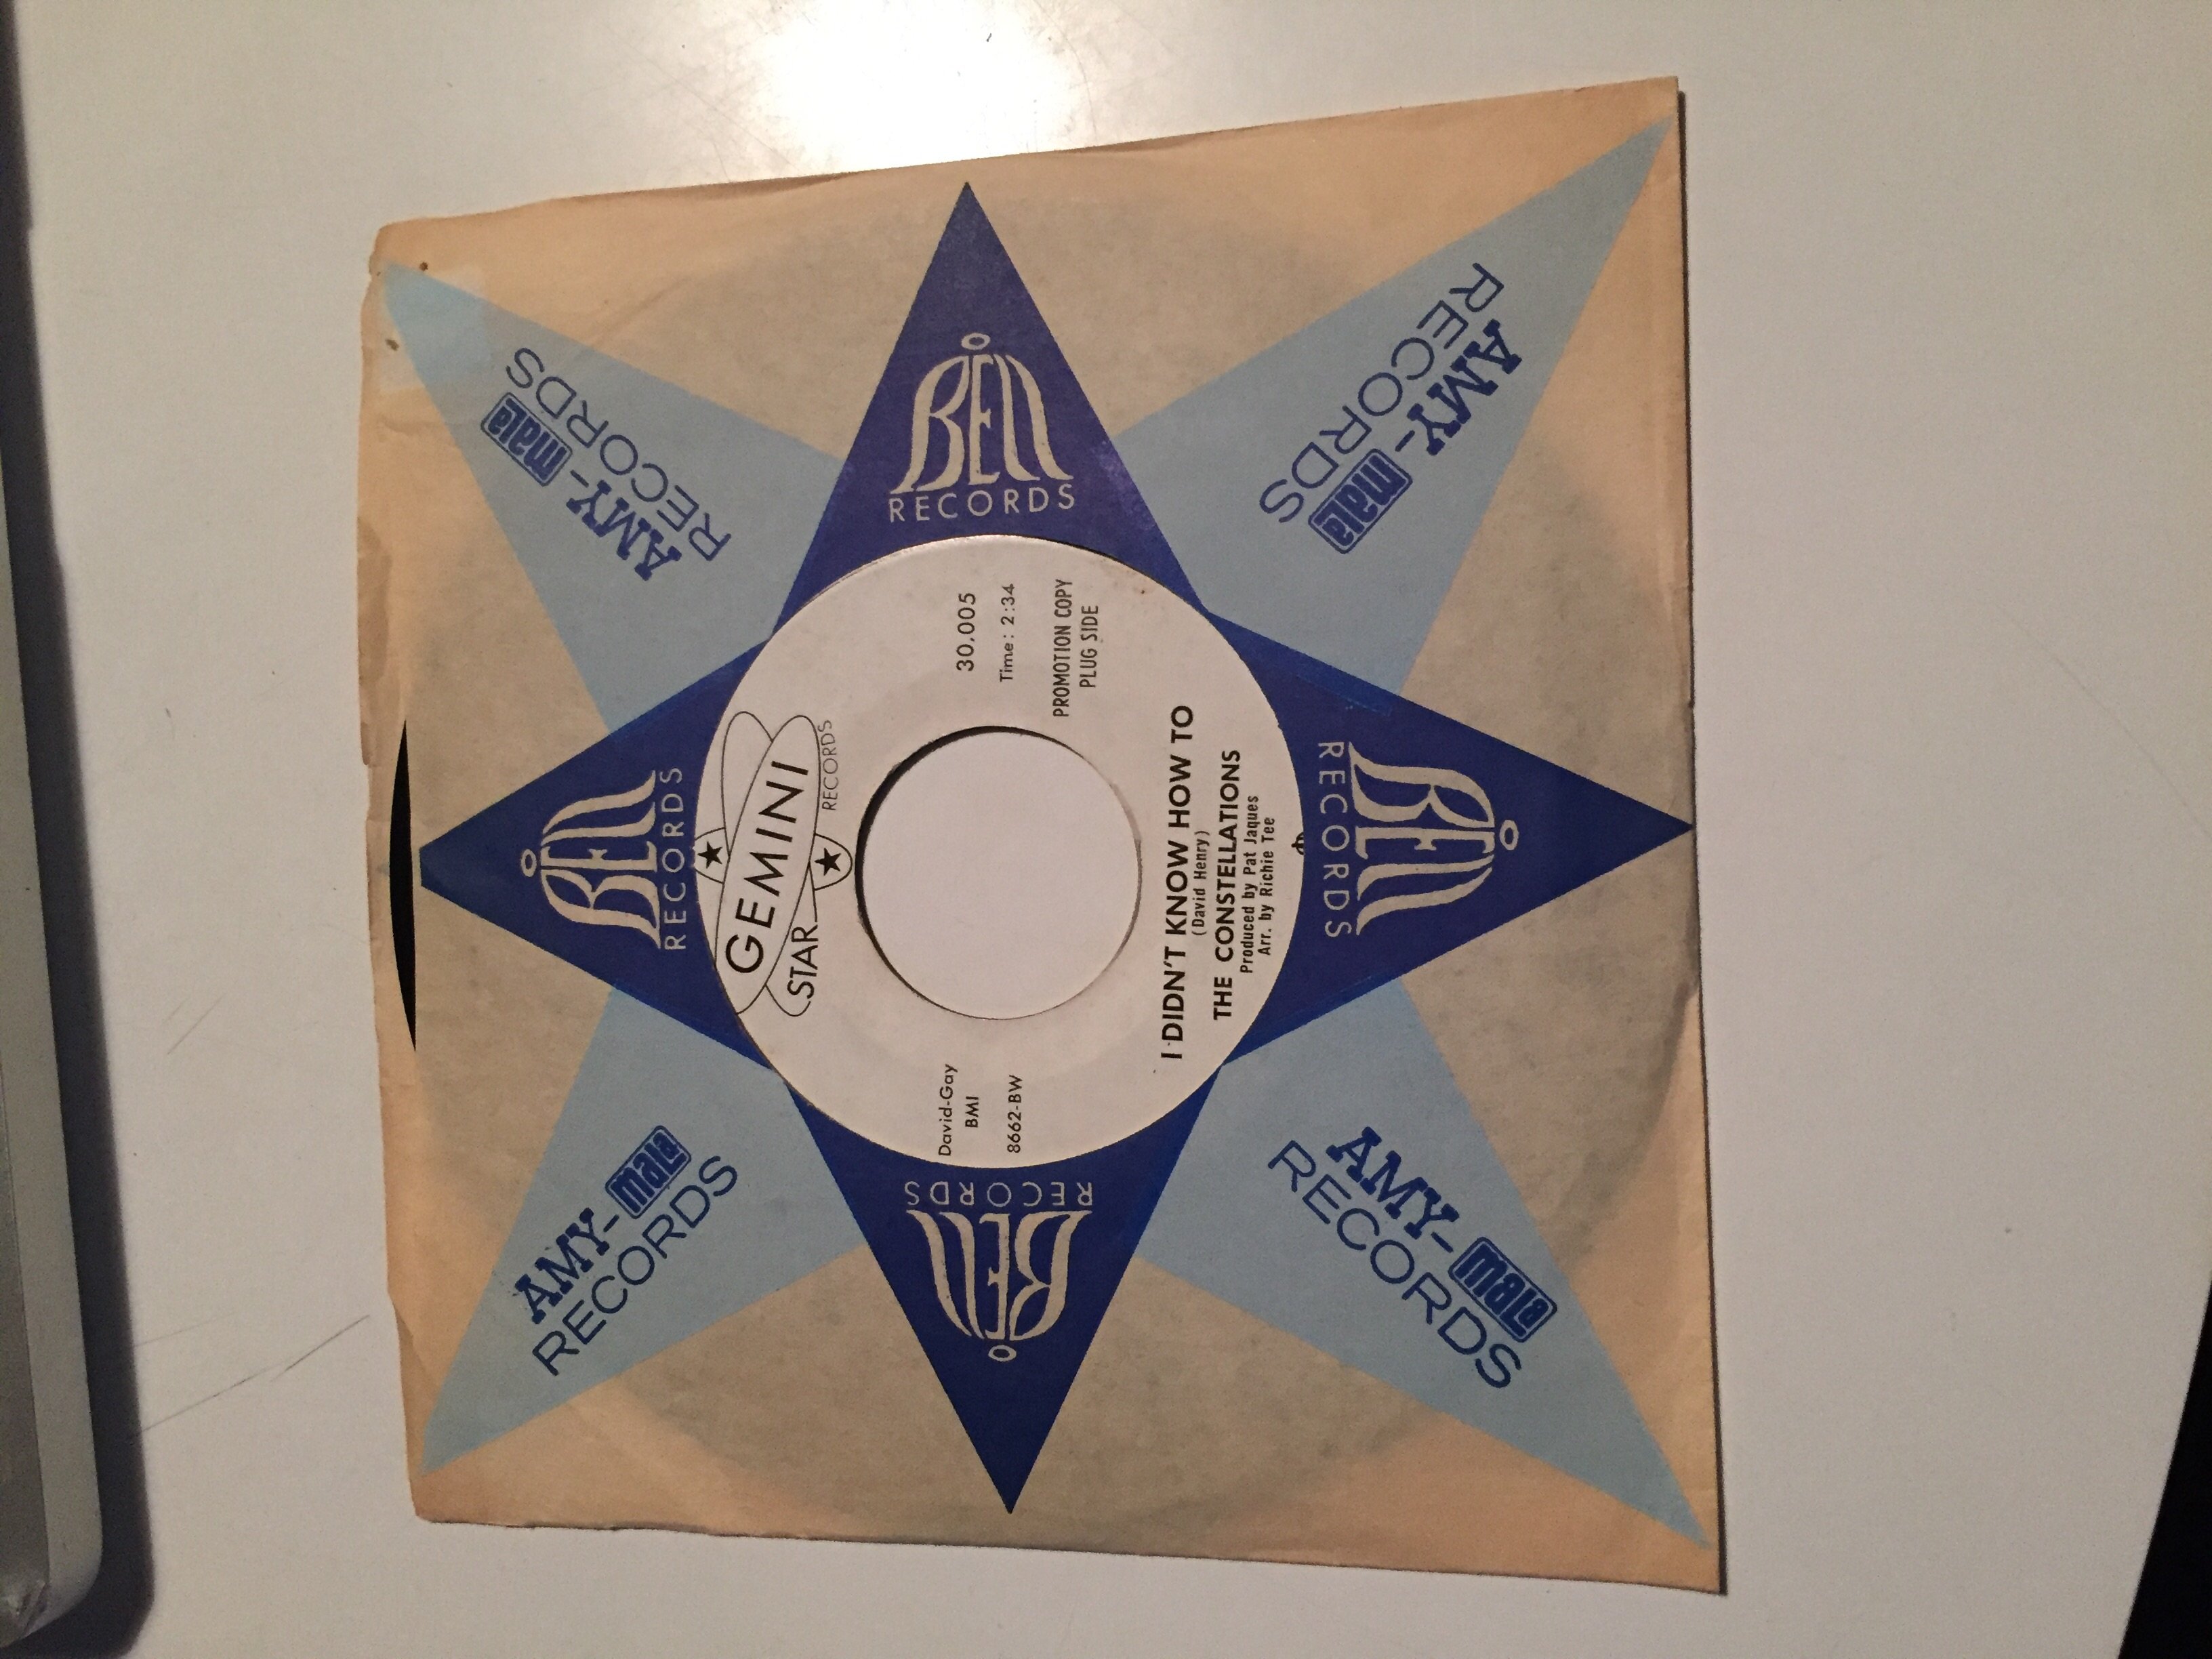 GEMINI
STAR
RECORDS
David-Gay
BMI
8662-BW
30.005
Time: 2:34
PROMOTION COPY
PLUG SIDE
I DIDN'T KNOW HOW TO
(David Henry)
THE CONSTELLATIONS
Produced by Pat Jaques
Arr. by Richie Tee
BELL
RECORDS
BELL
RECORDS
BELL
RECORDS
BELL
RECORDS
AMY-mala
RECORDS
AMY-mala
RECORDS
AMY-mala
RECORDS
AMY-mala
RECORDS